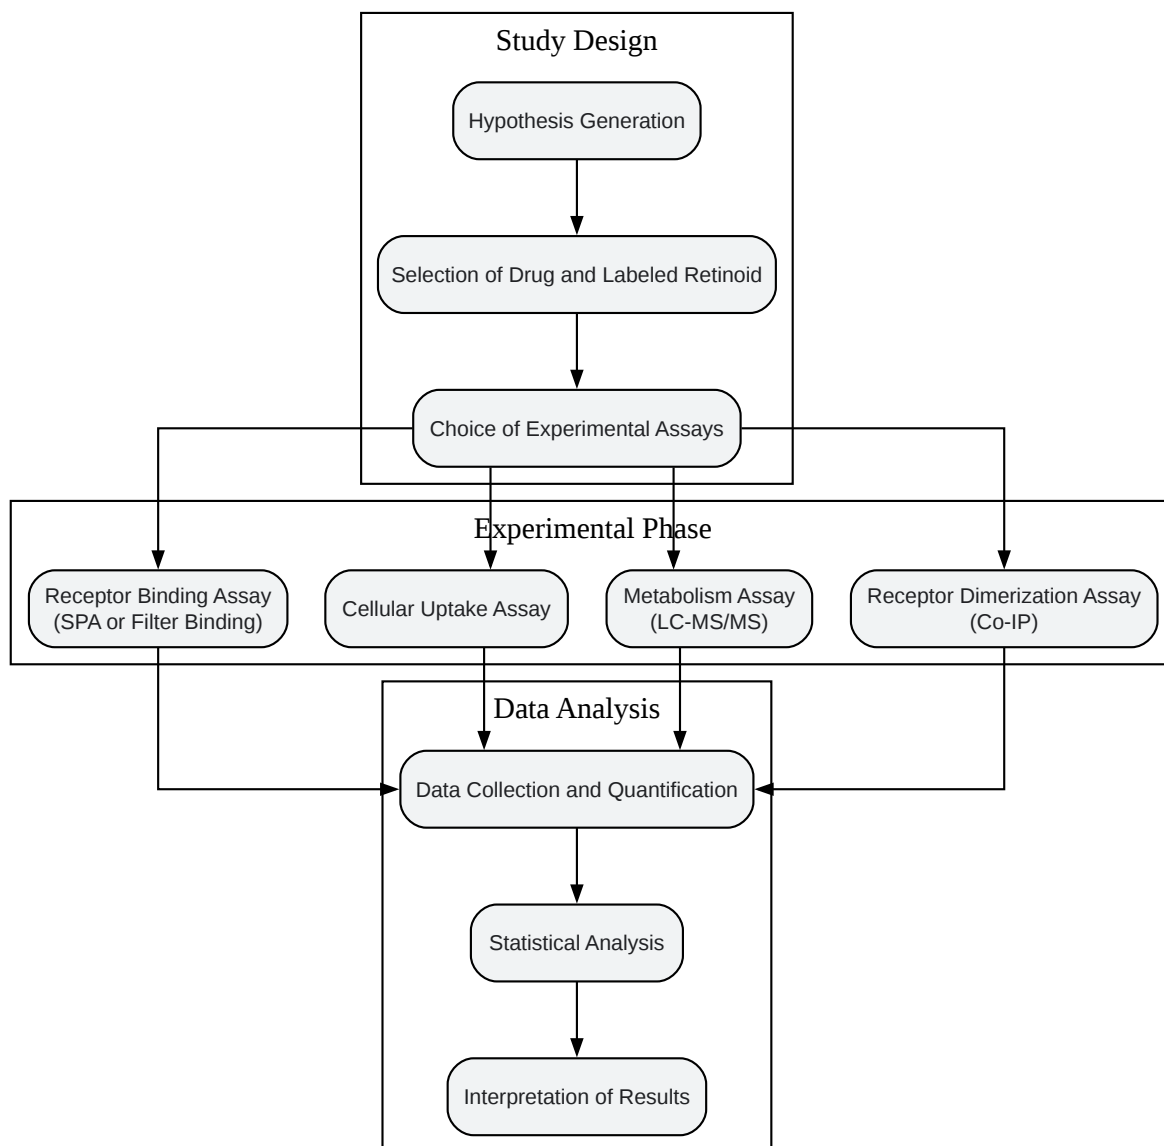 Study Design
Hypothesis Generation
Selection of Drug and Labeled Retinoid
Choice of Experimental Assays
Experimental Phase
Receptor Binding Assay
(SPA or Filter Binding)
Cellular Uptake Assay
Metabolism Assay
(LC-MS/MS)
Receptor Dimerization Assay
(Co-IP)
Data Analysis
Data Collection and Quantification
Statistical Analysis
Interpretation of Results